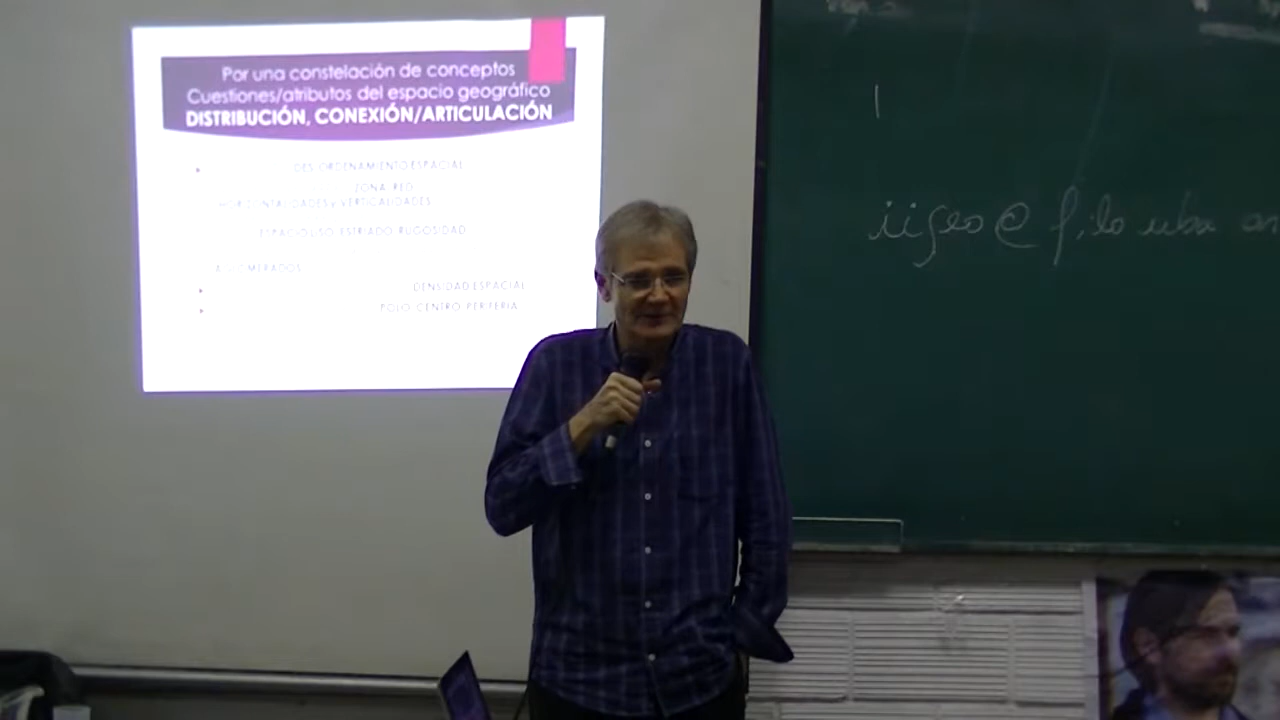 Por una constelación de conceptos
Cuestiones/atributos del espacio geográfico
DISTRIBUCIÓN, CONEXIÓN/ARTICULACIÓN
DES-ORDENAMIENTO ESPACIAL
ZONA, RED
HORIZONTALIDADES y VERTICALIDADES
ESPACIO LISO/ESTRIADO RUGOSIDAD
AGLOMERADOS
DENSIDAD ESPACIAL
POLO, CENTRO-PERIFERIA
iigeo@filo uba